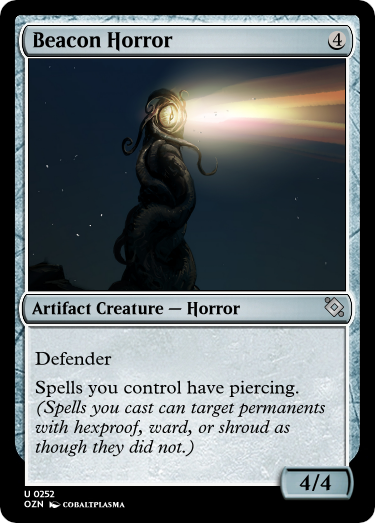 Beacon Horror 4
Artifact Creature — Horror
Defender
Spells you control have piercing.
(Spells you cast can target permanents
with hexproof, ward, or shroud as
though they did not.)
4/4
U 0252
OZN COBALTPLASMA